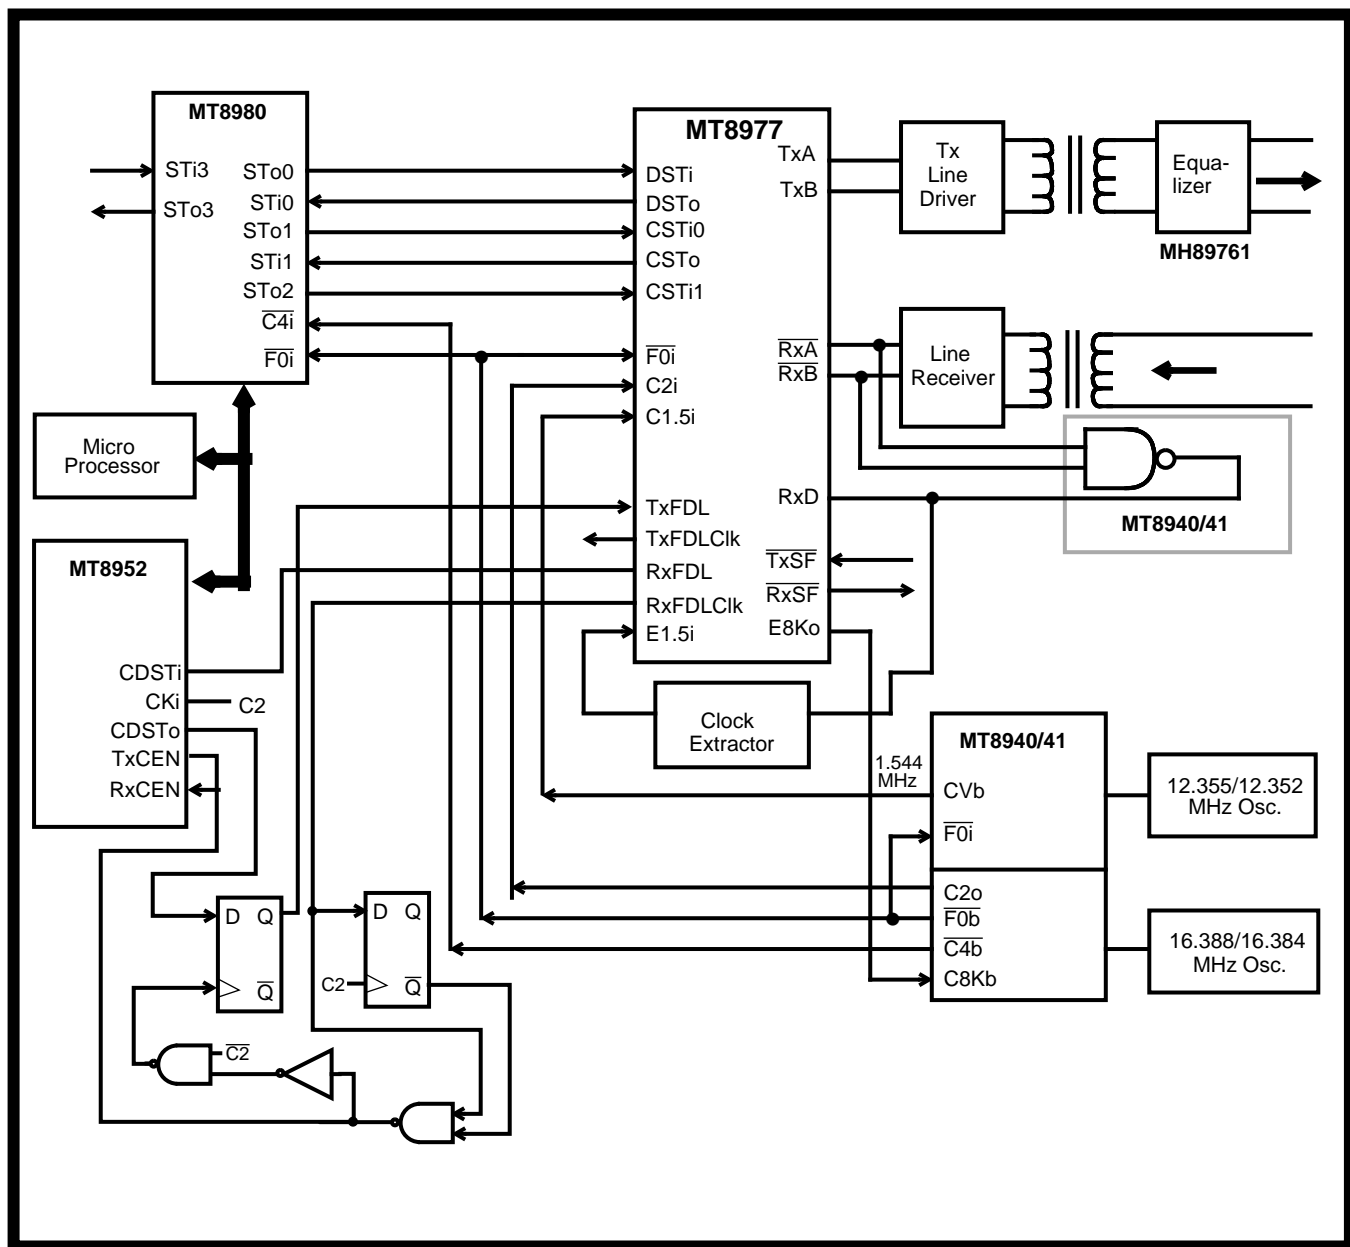 MT8980
STi3
STo3
STo0
STi0
STo1
STi1
STo2
C4i
F0i
Micro
Processor
MT8952
CDSTi
CKi
C2
CDSTo
TxCEN
RxCEN
MT8977
DSTi
DSTo
CSTi0
CSTo
CSTi1
F0i
C2i
C1.5i
TxFDL
TxFDLClk
RxFDL
RxFDLClk
E1.5i
TxA
TxB
RxA
RxB
RxD
TxSF
RxSF
E8Ko
Tx
Line
Driver
Equa-
lizer
MH89761
Line
Receiver
MT8940/41
Clock
Extractor
1.544
MHz
MT8940/41
CVb
F0i
C2o
F0b
C4b
C8Kb
12.355/12.352
MHz Osc.
16.388/16.384
MHz Osc.
D Q
Q
D Q
C2
Q
C2